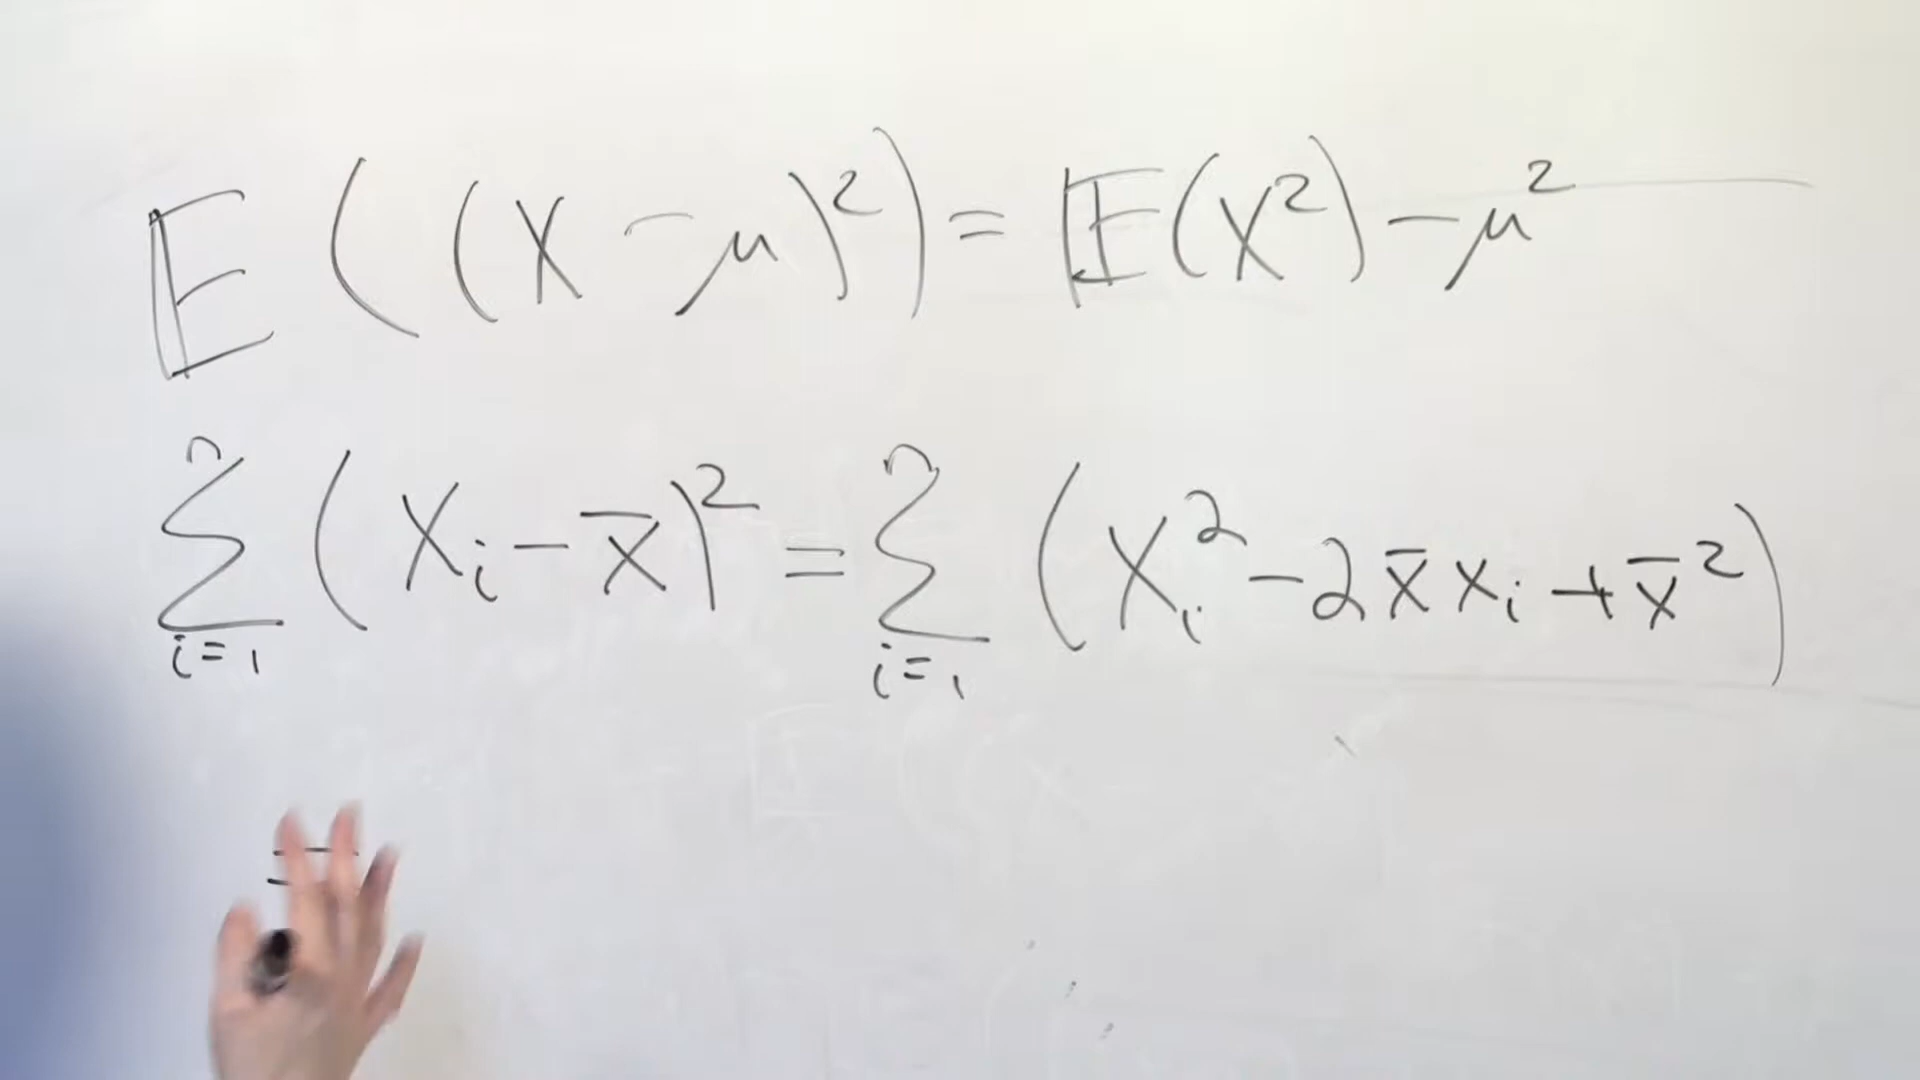 𝔼((X − μ)²) = 𝔼(X²) − μ²
∑ⁿᵢ₌₁ (Xᵢ − x̄)² = ∑ⁿᵢ₌₁ (Xᵢ² − 2x̄xᵢ + x̄²)
=